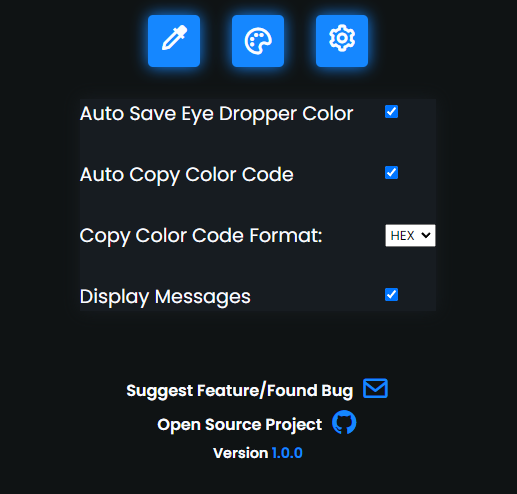 Auto Save Eye Dropper Color
Auto Copy Color Code
Copy Color Code Format: HEX
Display Messages
Suggest Feature/Found Bug
Open Source Project
Version 1.0.0